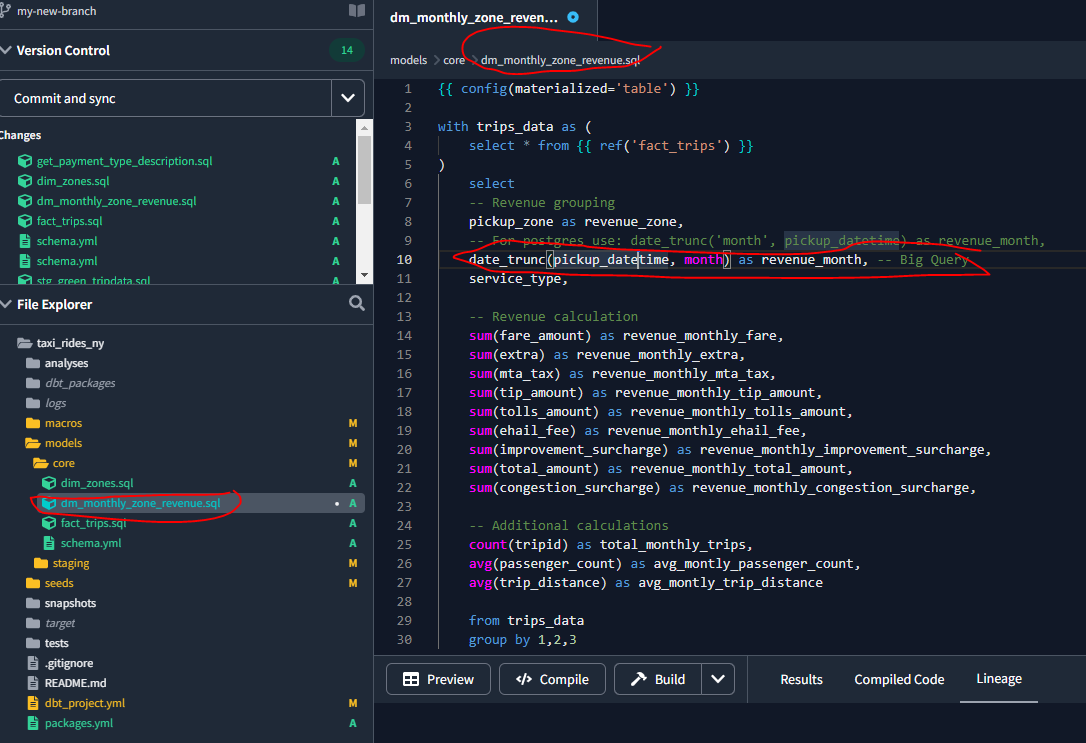 my-new-branch
Version Control
14
Commit and sync
Changes
get_payment_type_description.sql A
dim_zones.sql A
dm_monthly_zone_revenue.sql A
fact_trips.sql A
schema.yml A
schema.yml A
stg_green_tripdata.sql A
File Explorer
taxi_rides_ny
analyses
dbt_packages
logs
macros M
models M
core M
dim_zones.sql A
dm_monthly_zone_revenue.sql • A
fact_trips.sql A
schema.yml A
staging M
seeds M
snapshots
target
tests
.gitignore
README.md
dbt_project.yml M
packages.yml A
dm_monthly_zone_reven...
models > core > dm_monthly_zone_revenue.sql
1 {{ config(materialized='table') }}
2
3 with trips_data as (
4 select * from {{ ref('fact_trips') }}
5 )
6 select
7 -- Revenue grouping
8 pickup_zone as revenue_zone,
9 -- For postgres use: date_trunc('month', pickup_datetime) as revenue_month,
10 date_trunc(pickup_datetime, month) as revenue_month, -- Big Query
11 service_type,
12
13 -- Revenue calculation
14 sum(fare_amount) as revenue_monthly_fare,
15 sum(extra) as revenue_monthly_extra,
16 sum(mta_tax) as revenue_monthly_mta_tax,
17 sum(tip_amount) as revenue_monthly_tip_amount,
18 sum(tolls_amount) as revenue_monthly_tolls_amount,
19 sum(ehail_fee) as revenue_monthly_ehail_fee,
20 sum(improvement_surcharge) as revenue_monthly_improvement_surcharge,
21 sum(total_amount) as revenue_monthly_total_amount,
22 sum(congestion_surcharge) as revenue_monthly_congestion_surcharge,
23
24 -- Additional calculations
25 count(tripid) as total_monthly_trips,
26 avg(passenger_count) as avg_montly_passenger_count,
27 avg(trip_distance) as avg_montly_trip_distance
28
29 from trips_data
30 group by 1,2,3
Preview
</> Compile
Build
Results
Compiled Code
Lineage